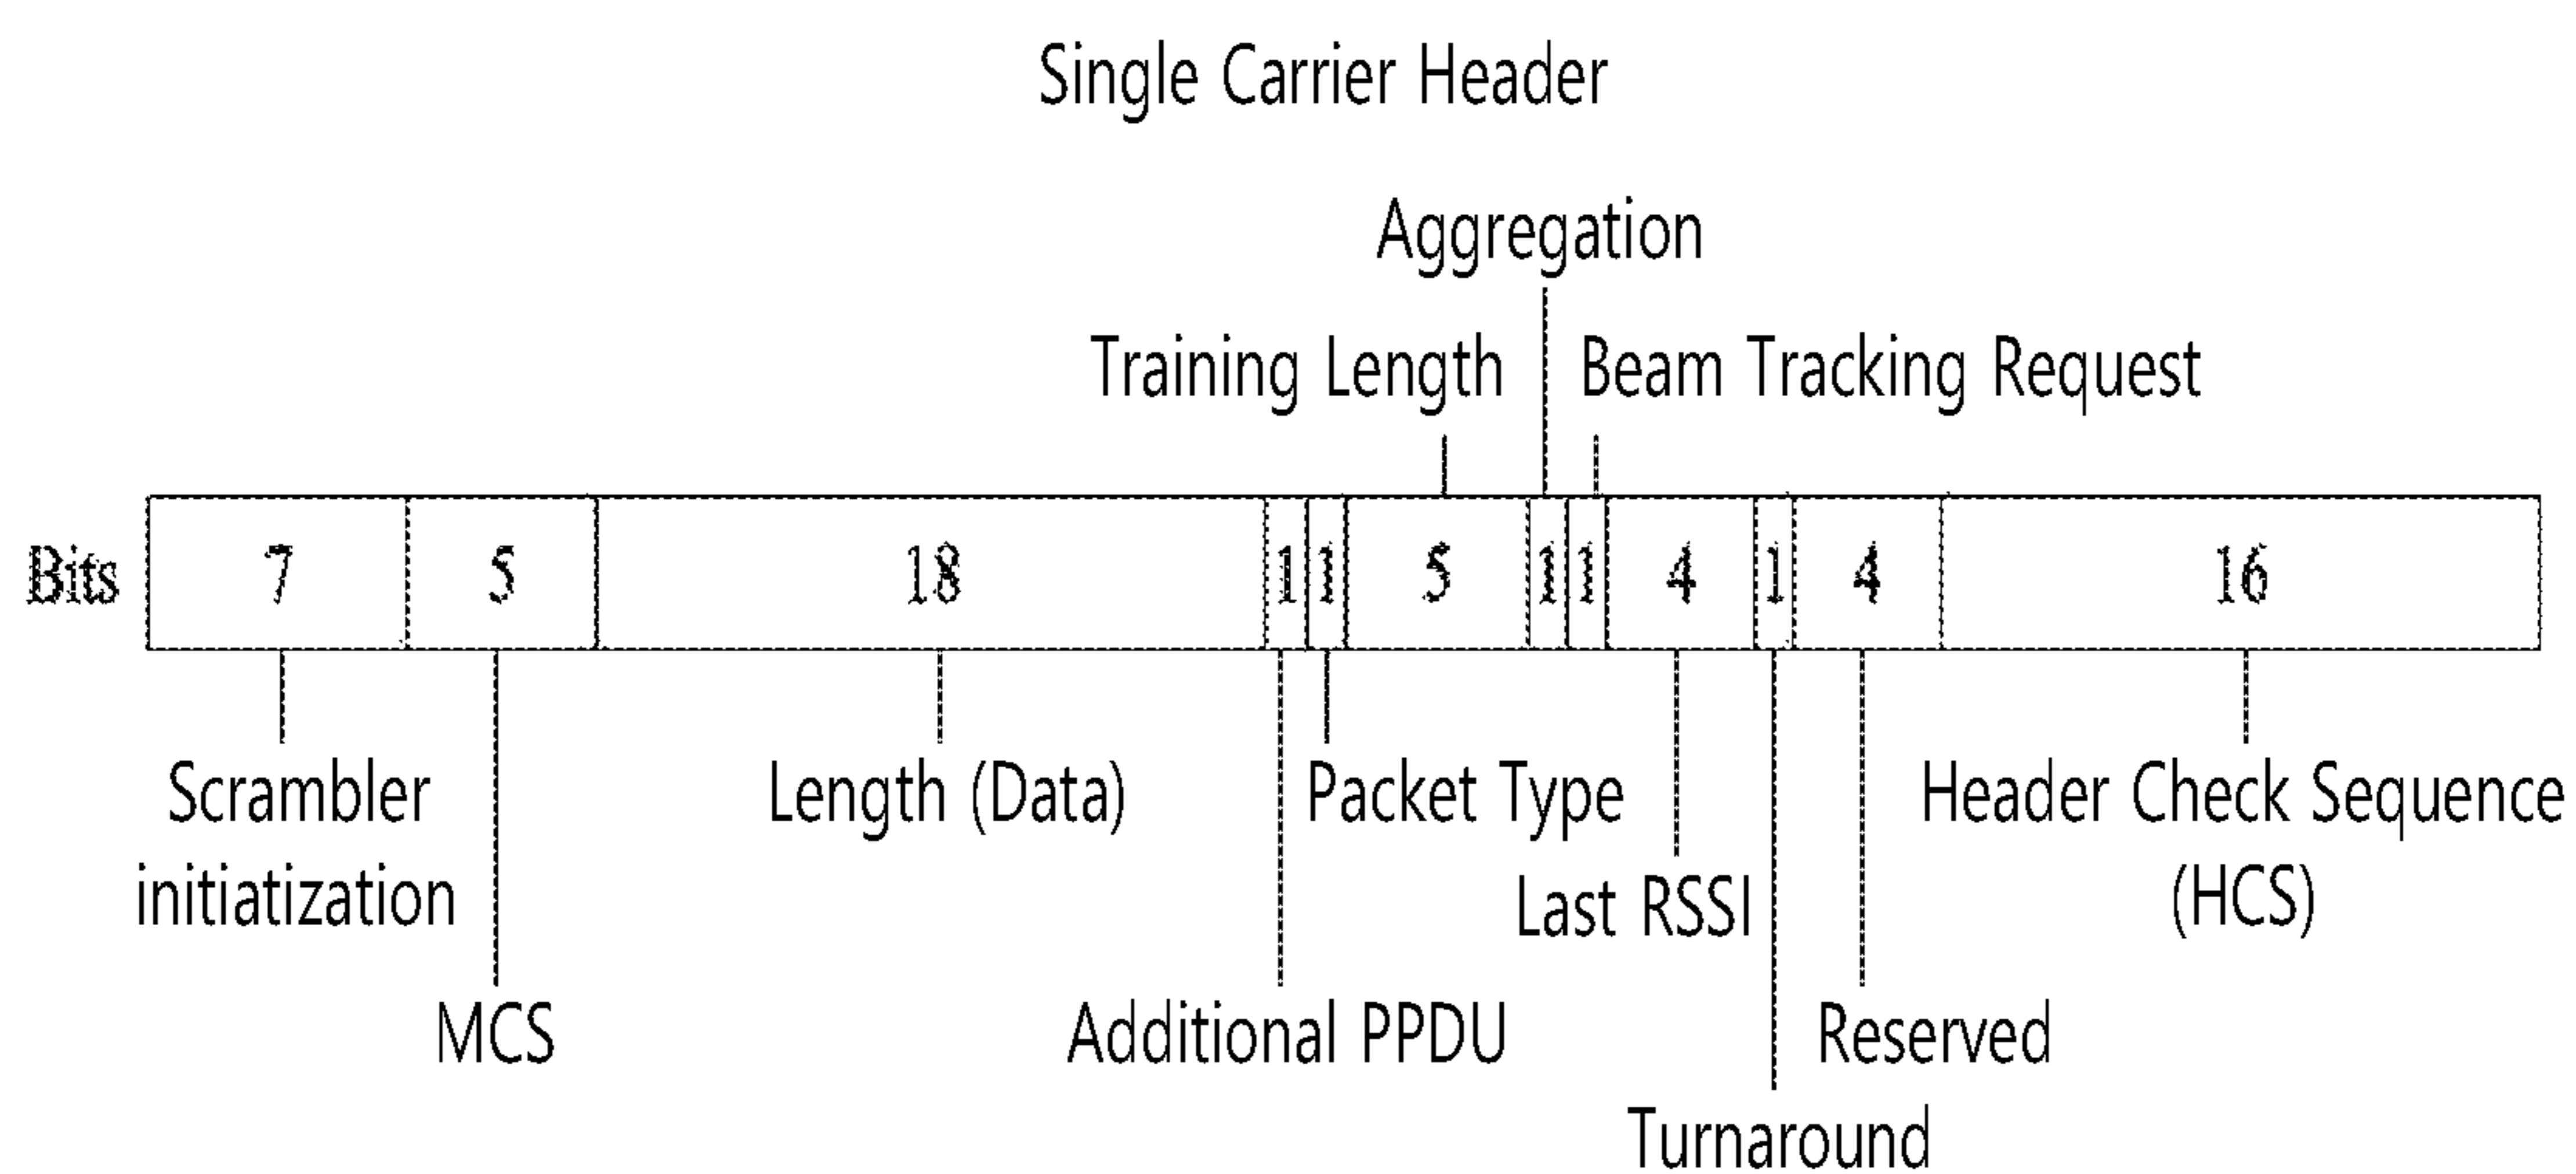 Single Carrier Header
Aggregation
Training Length Beam Tracking Request
Bits 7 5 18 1 1 5 1 1 4 1 4 16
Scrambler
initiatization
Length (Data)
Packet Type
Header Check Sequence
(HCS)
Last RSSI
MCS
Additional PPDU
Reserved
Turnaround